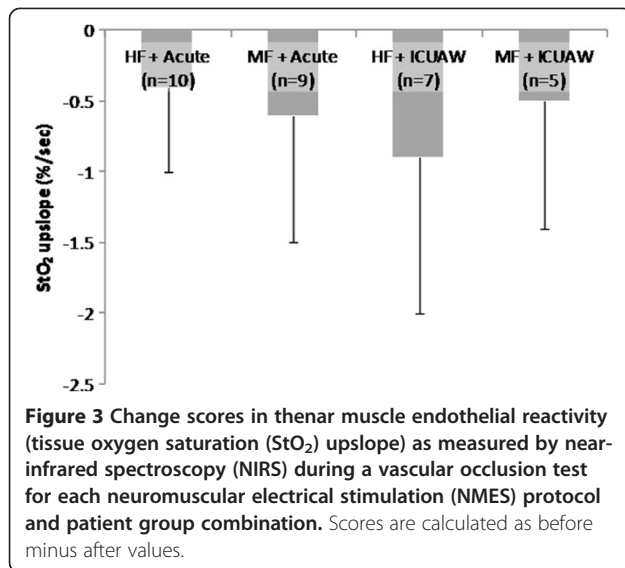 0
-0.5
-1
-1.5
-2
-2.5
StO₂ upslope (%/sec)
HF + Acute MF + Acute HF + ICUAW MF + ICUAW
(n=10) (n=9) (n=7) (n=5)
Figure 3 Change scores in thenar muscle endothelial reactivity
(tissue oxygen saturation (StO₂) upslope) as measured by near-
infrared spectroscopy (NIRS) during a vascular occlusion test
for each neuromuscular electrical stimulation (NMES) protocol
and patient group combination. Scores are calculated as before
minus after values.